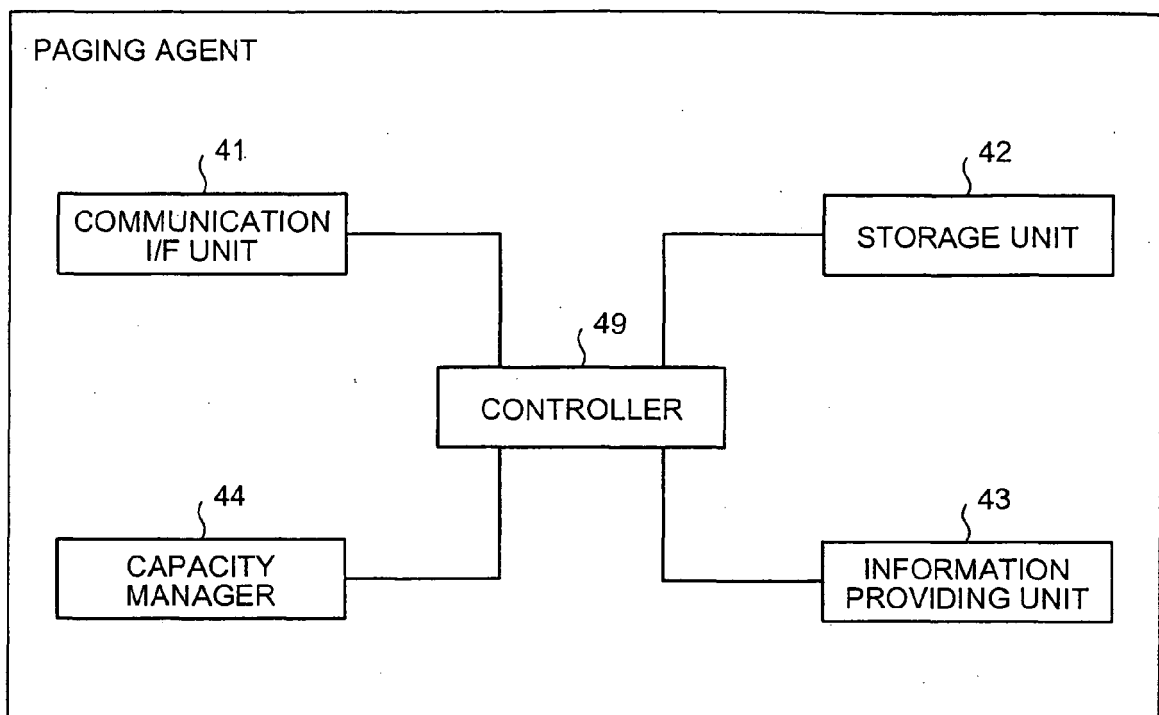 PAGING AGENT
41
COMMUNICATION
I/F UNIT
42
STORAGE UNIT
49
CONTROLLER
44
CAPACITY
MANAGER
43
INFORMATION
PROVIDING UNIT